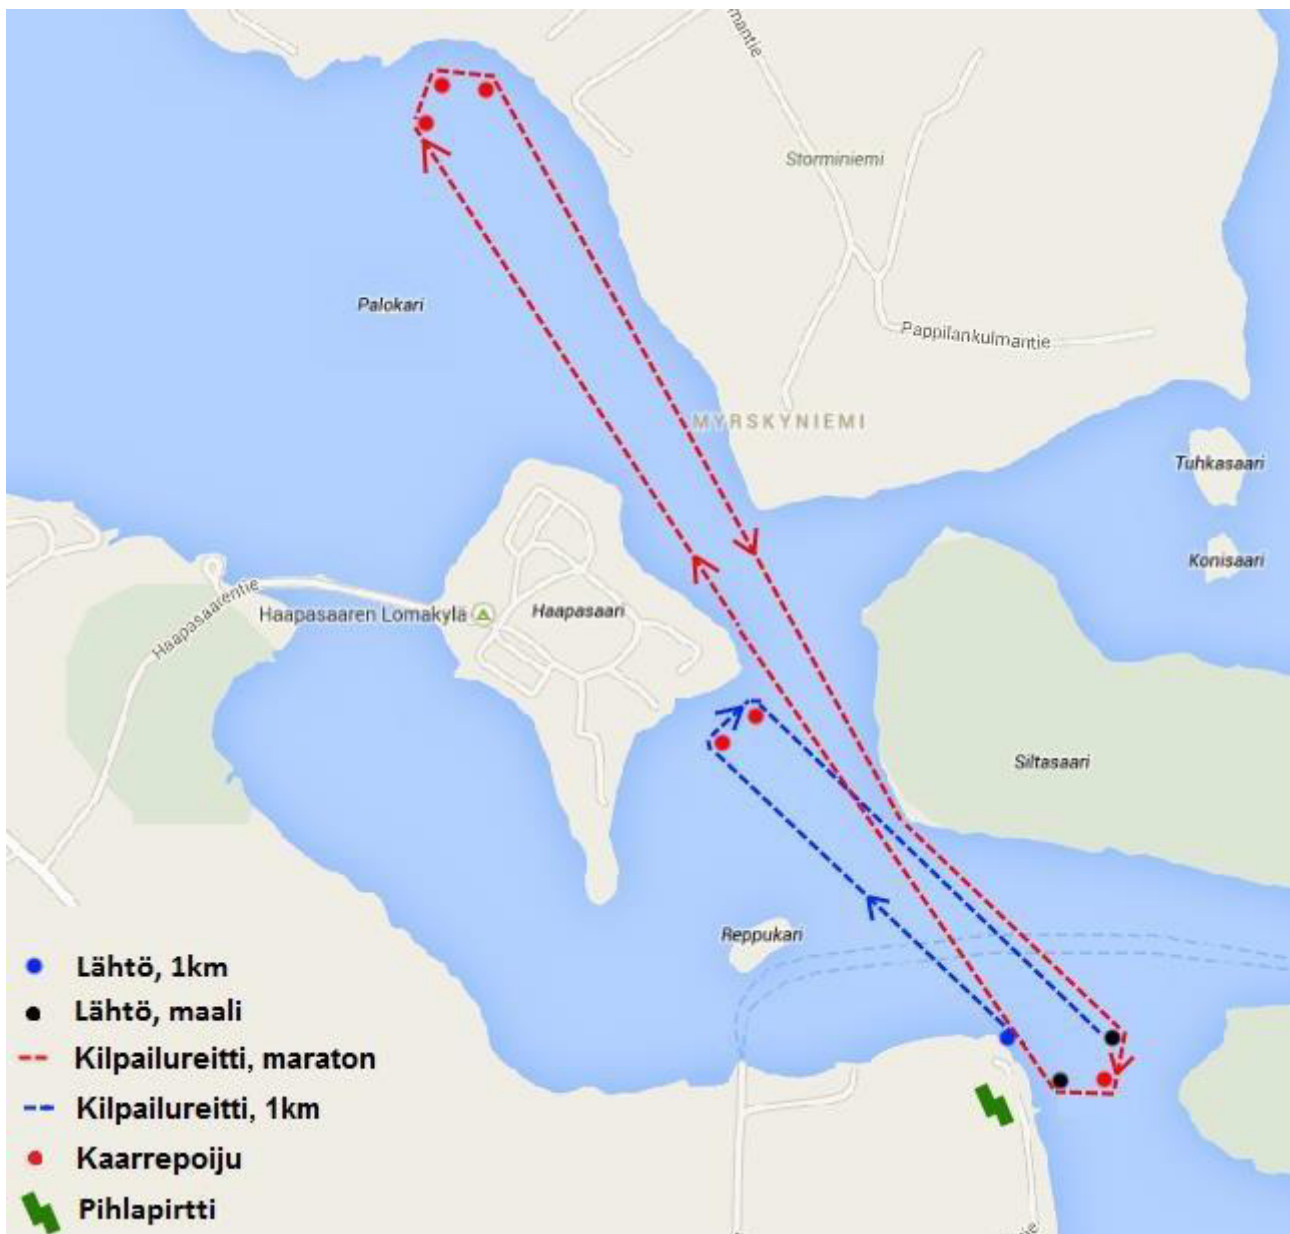 mantie
Storminiemi
Palokari
Pappilankulmantie
MYRSKYNIEMI
Tuhkasaari
Konisaari
Haapasaarentie
Haapasaaren Lomakylä
Haapasaari
Siltasaari
Reppukari
Lähtö, 1km
Lähtö, maali
Kilpailureitti, maraton
Kilpailureitti, 1km
Kaarrepoiju
Pihlapirtti